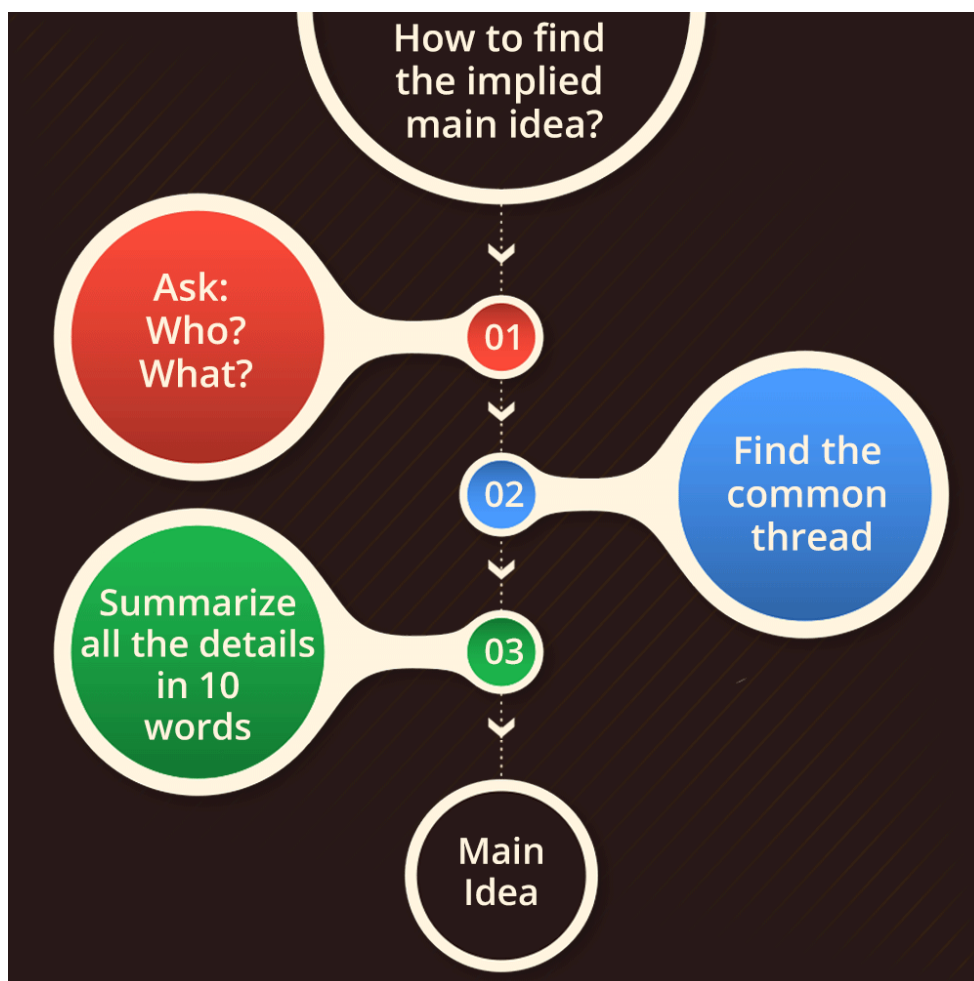 How to find
the implied
main idea?
Ask:
Who?
What?
01
02
Find the
common
thread
Summarize
all the details
in 10
words
03
Main
Idea